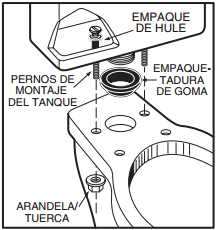 EMPAQUE
DE HULE
PERNOS DE
MONTAJE
DEL TANQUE
EMPAQUE-
TADURA
DE GOMA
ARANDELA/
TUERCA